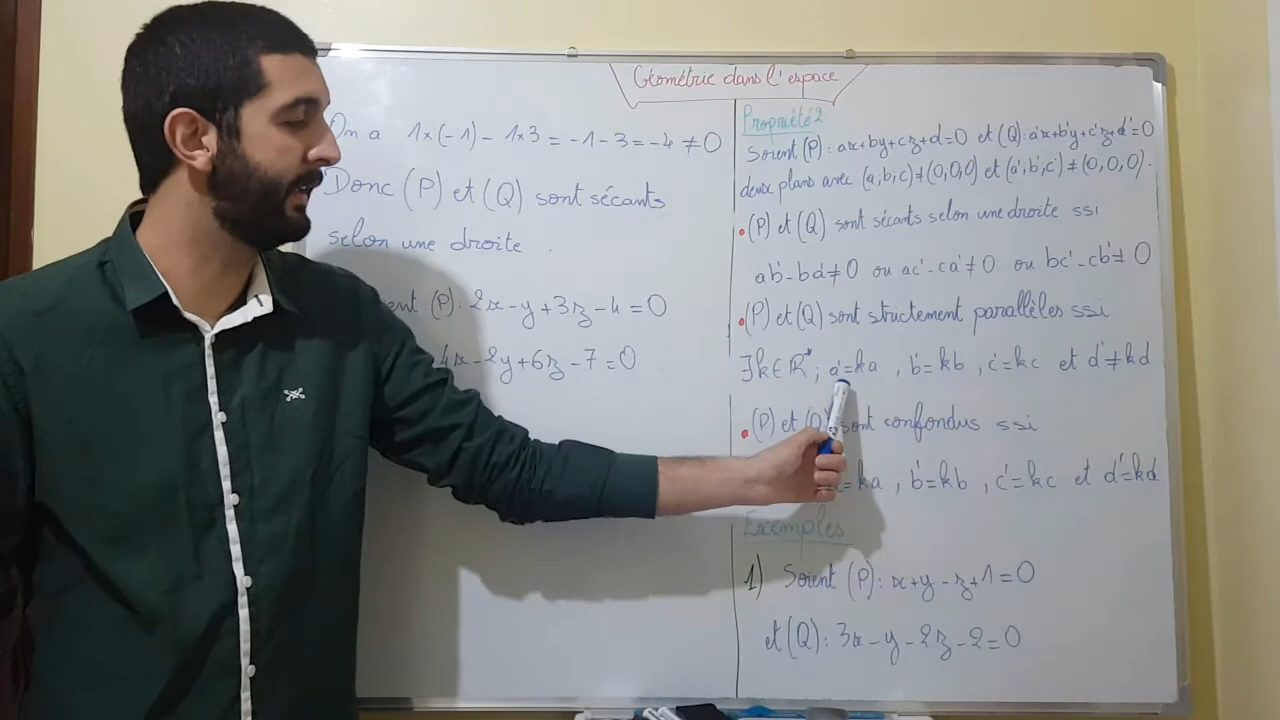 Géométrie dans l'espace
On a 1×(-1) - 1×3 = -1-3 = -4 ≠ 0
Donc (P) et (Q) sont sécants
selon une droite.
(P): 2x-y+3z-4=0
4x-2y+6z-7=0
Propriété 2
Soient (P): ax+by+cz+d=0 et (Q): a'x+b'y+c'z+d'=0
deux plans avec (a,b,c)≠(0,0,0) et (a',b',c')≠(0,0,0).
• (P) et (Q) sont sécants selon une droite ssi
ab'-ba'≠0 ou ac'-ca'≠0 ou bc'-cb'≠0
• (P) et (Q) sont strictement parallèles ssi
∃k∈ℝ*; a'=ka, b'=kb, c'=kc et d'≠kd
• (P) et (Q) sont confondus ssi
=ka, b'=kb, c'=kc et d'=kd
Exemples
1) Soient (P): x+y-z+1=0
et (Q): 3x-y-2z-2=0